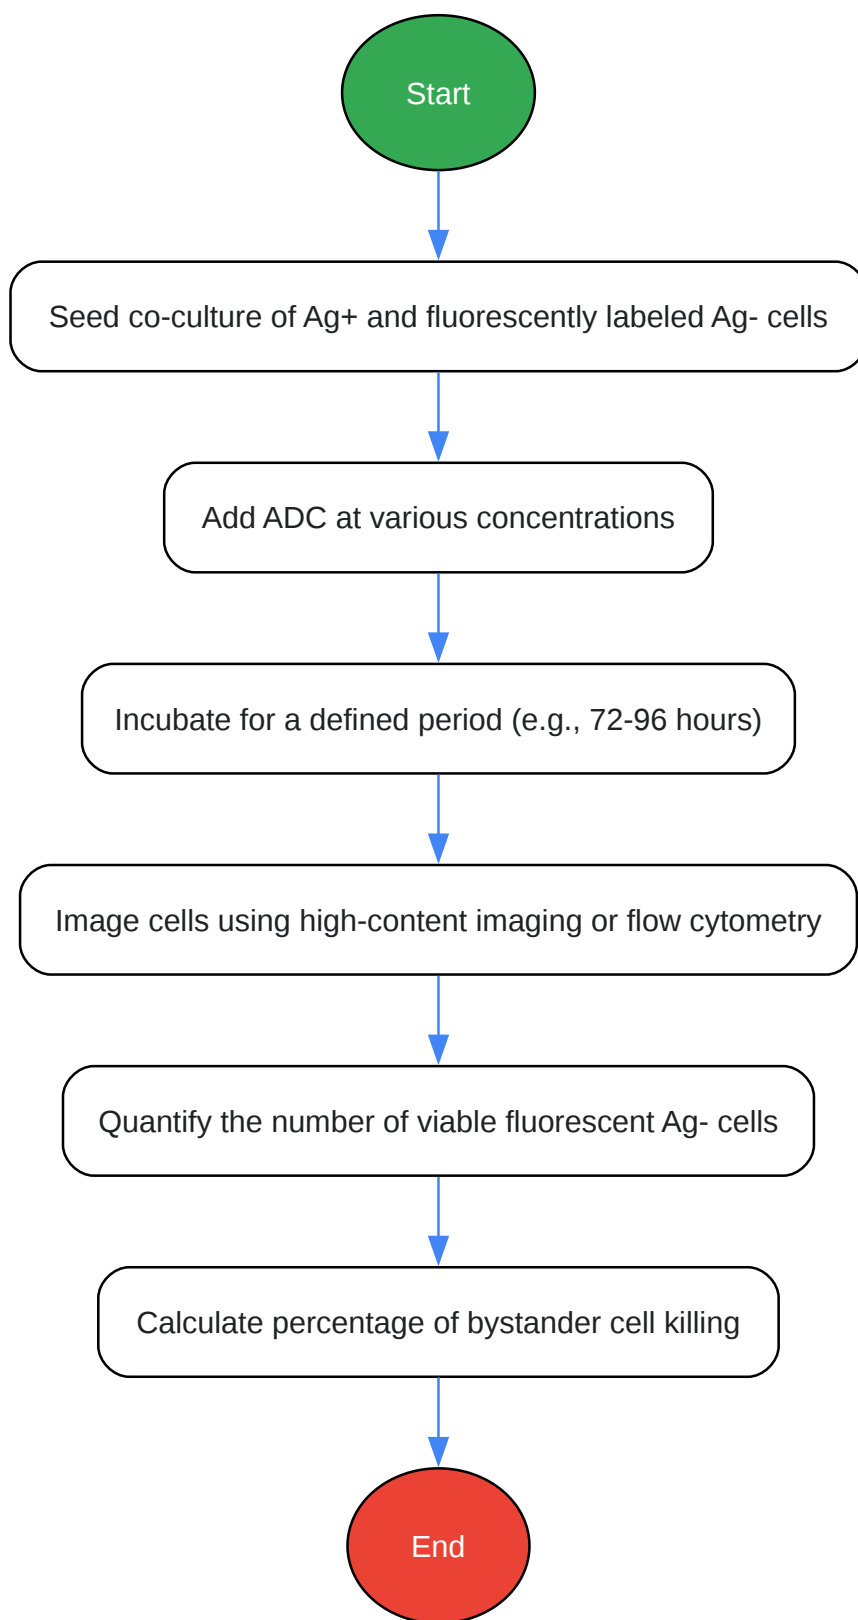 Start
Seed co-culture of Ag+ and fluorescently labeled Ag- cells
Add ADC at various concentrations
Incubate for a defined period (e.g., 72-96 hours)
Image cells using high-content imaging or flow cytometry
Quantify the number of viable fluorescent Ag- cells
Calculate percentage of bystander cell killing
End